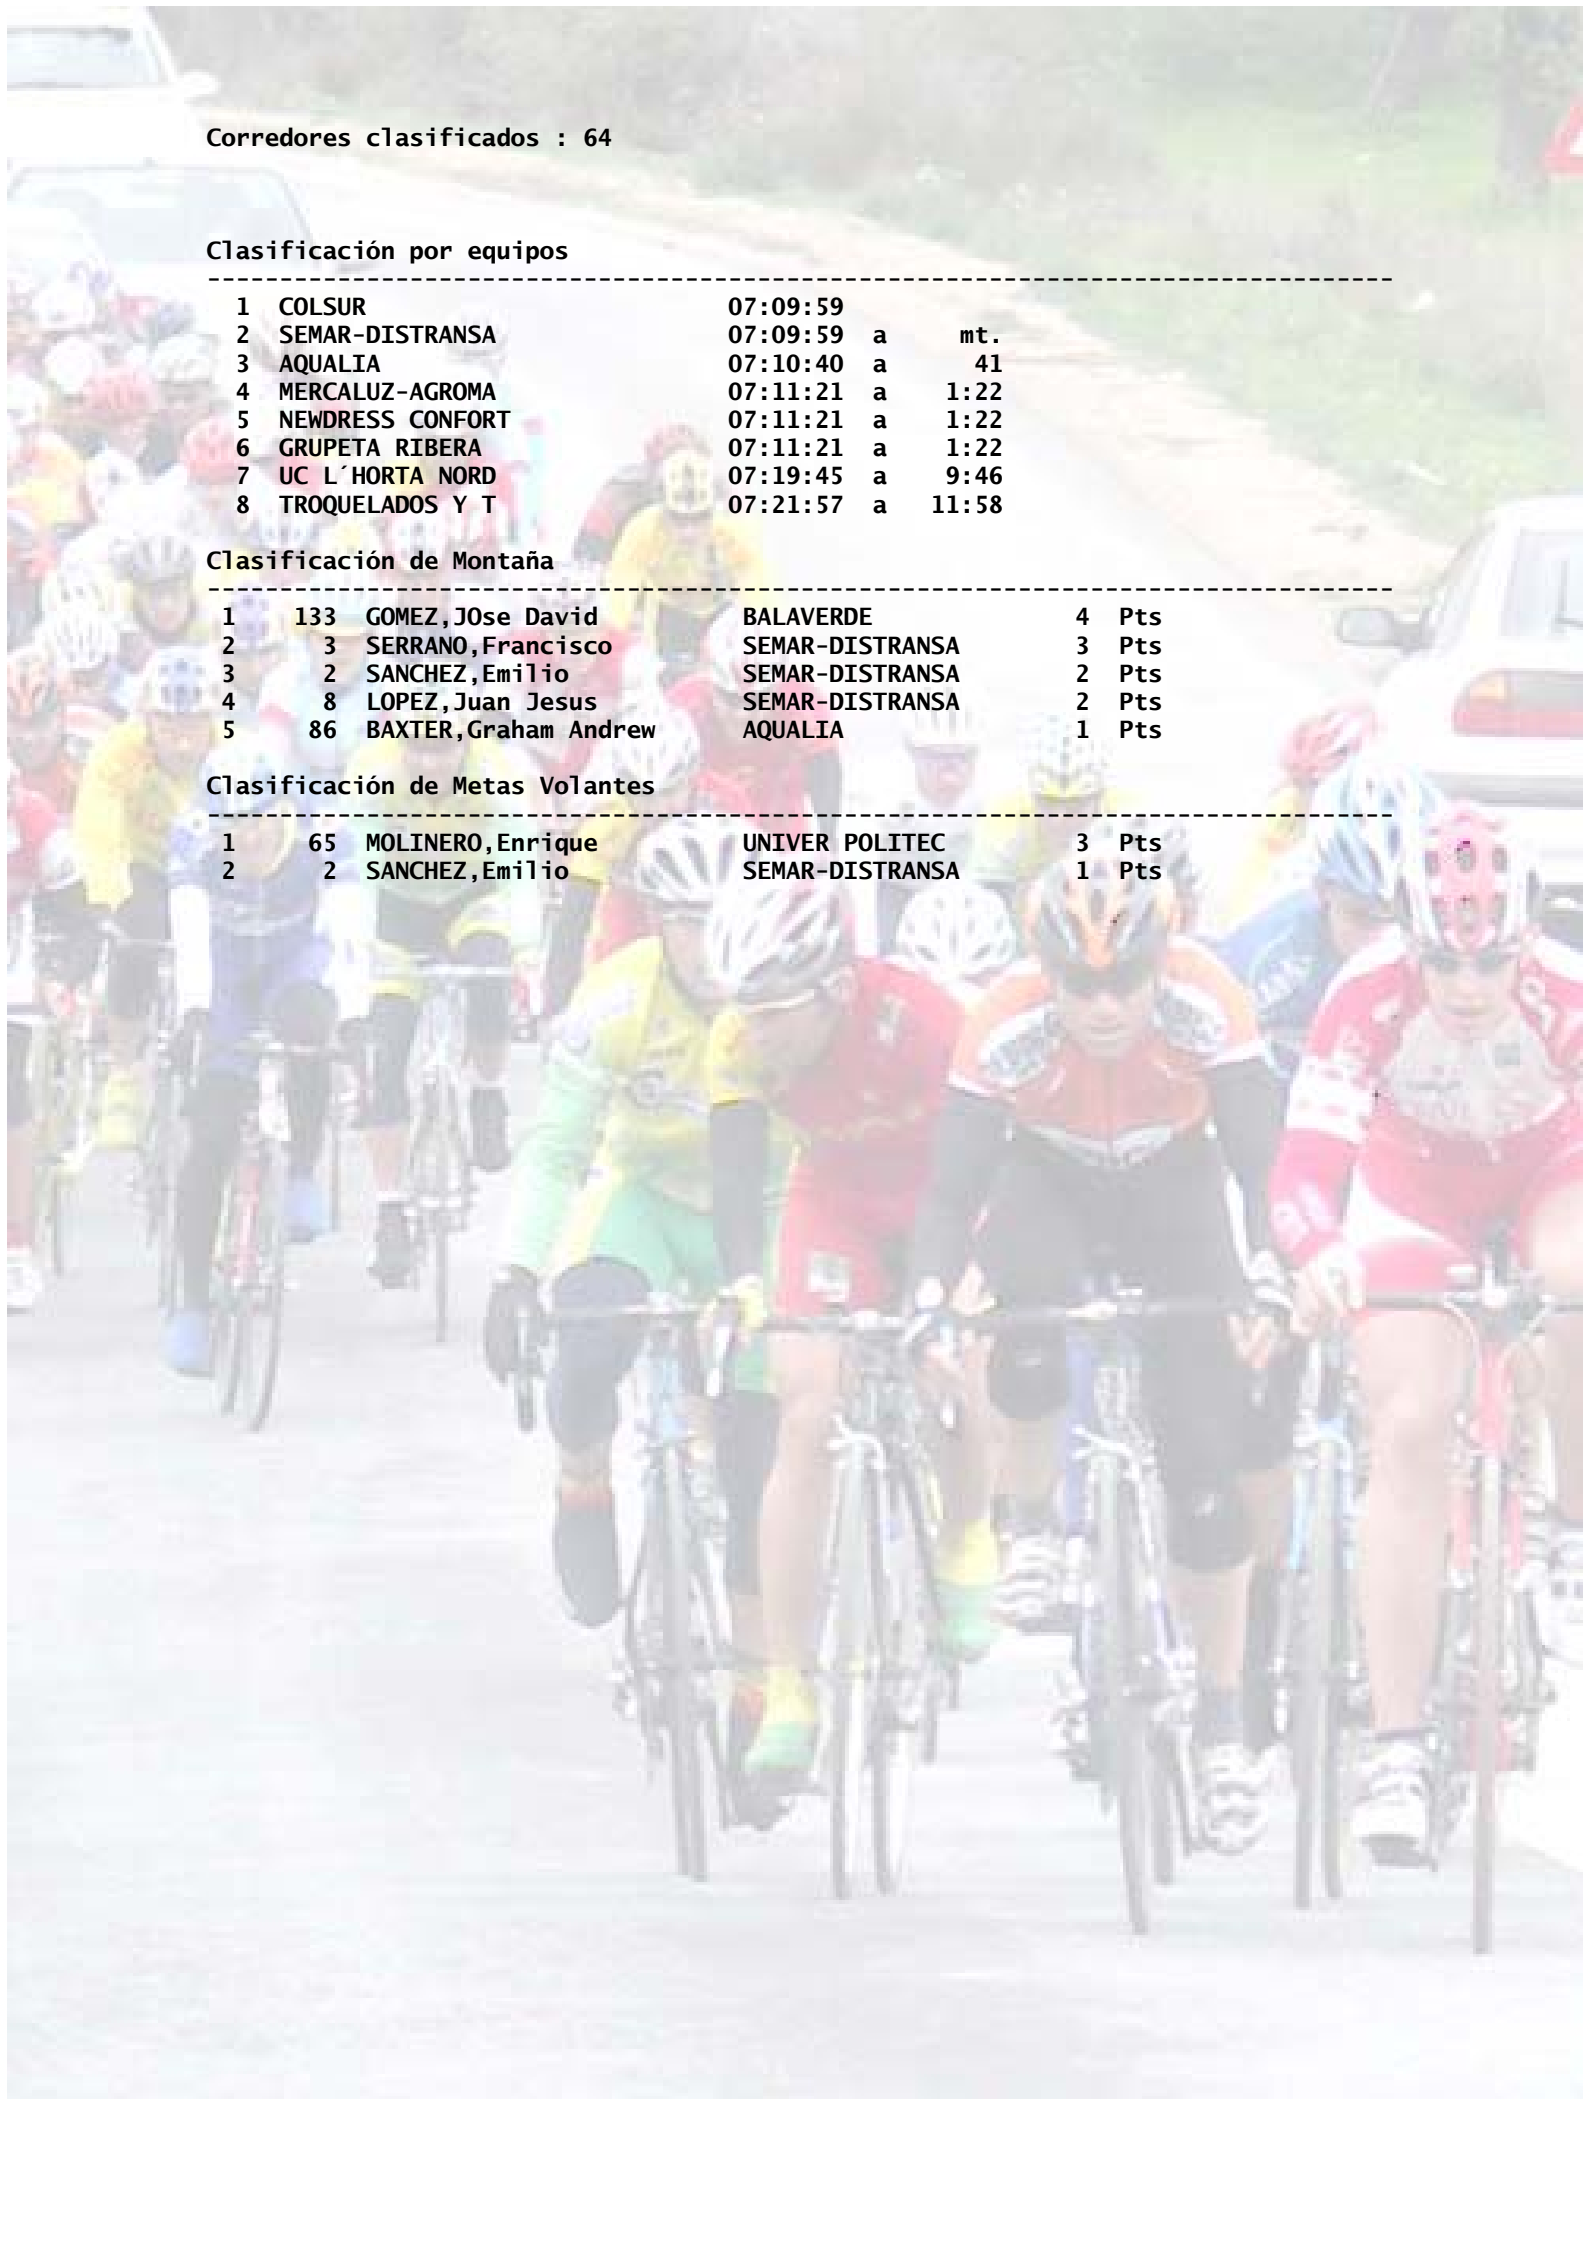 Corredores clasificados : 64
Clasificación por equipos
--------------------------------------------------------------------------------
1 COLSUR 07:09:59
2 SEMAR-DISTRANSA 07:09:59 a mt.
3 AQUALIA 07:10:40 a 41
4 MERCALUZ-AGROMA 07:11:21 a 1:22
5 NEWDRESS CONFORT 07:11:21 a 1:22
6 GRUPETA RIBERA 07:11:21 a 1:22
7 UC L´HORTA NORD 07:19:45 a 9:46
8 TROQUELADOS Y T 07:21:57 a 11:58
Clasificación de Montaña
--------------------------------------------------------------------------------
1 133 GOMEZ,JOse David BALAVERDE 4 Pts
2 3 SERRANO,Francisco SEMAR-DISTRANSA 3 Pts
3 2 SANCHEZ,Emilio SEMAR-DISTRANSA 2 Pts
4 8 LOPEZ,Juan Jesus SEMAR-DISTRANSA 2 Pts
5 86 BAXTER,Graham Andrew AQUALIA 1 Pts
Clasificación de Metas Volantes
--------------------------------------------------------------------------------
1 65 MOLINERO,Enrique UNIVER POLITEC 3 Pts
2 2 SANCHEZ,Emilio SEMAR-DISTRANSA 1 Pts